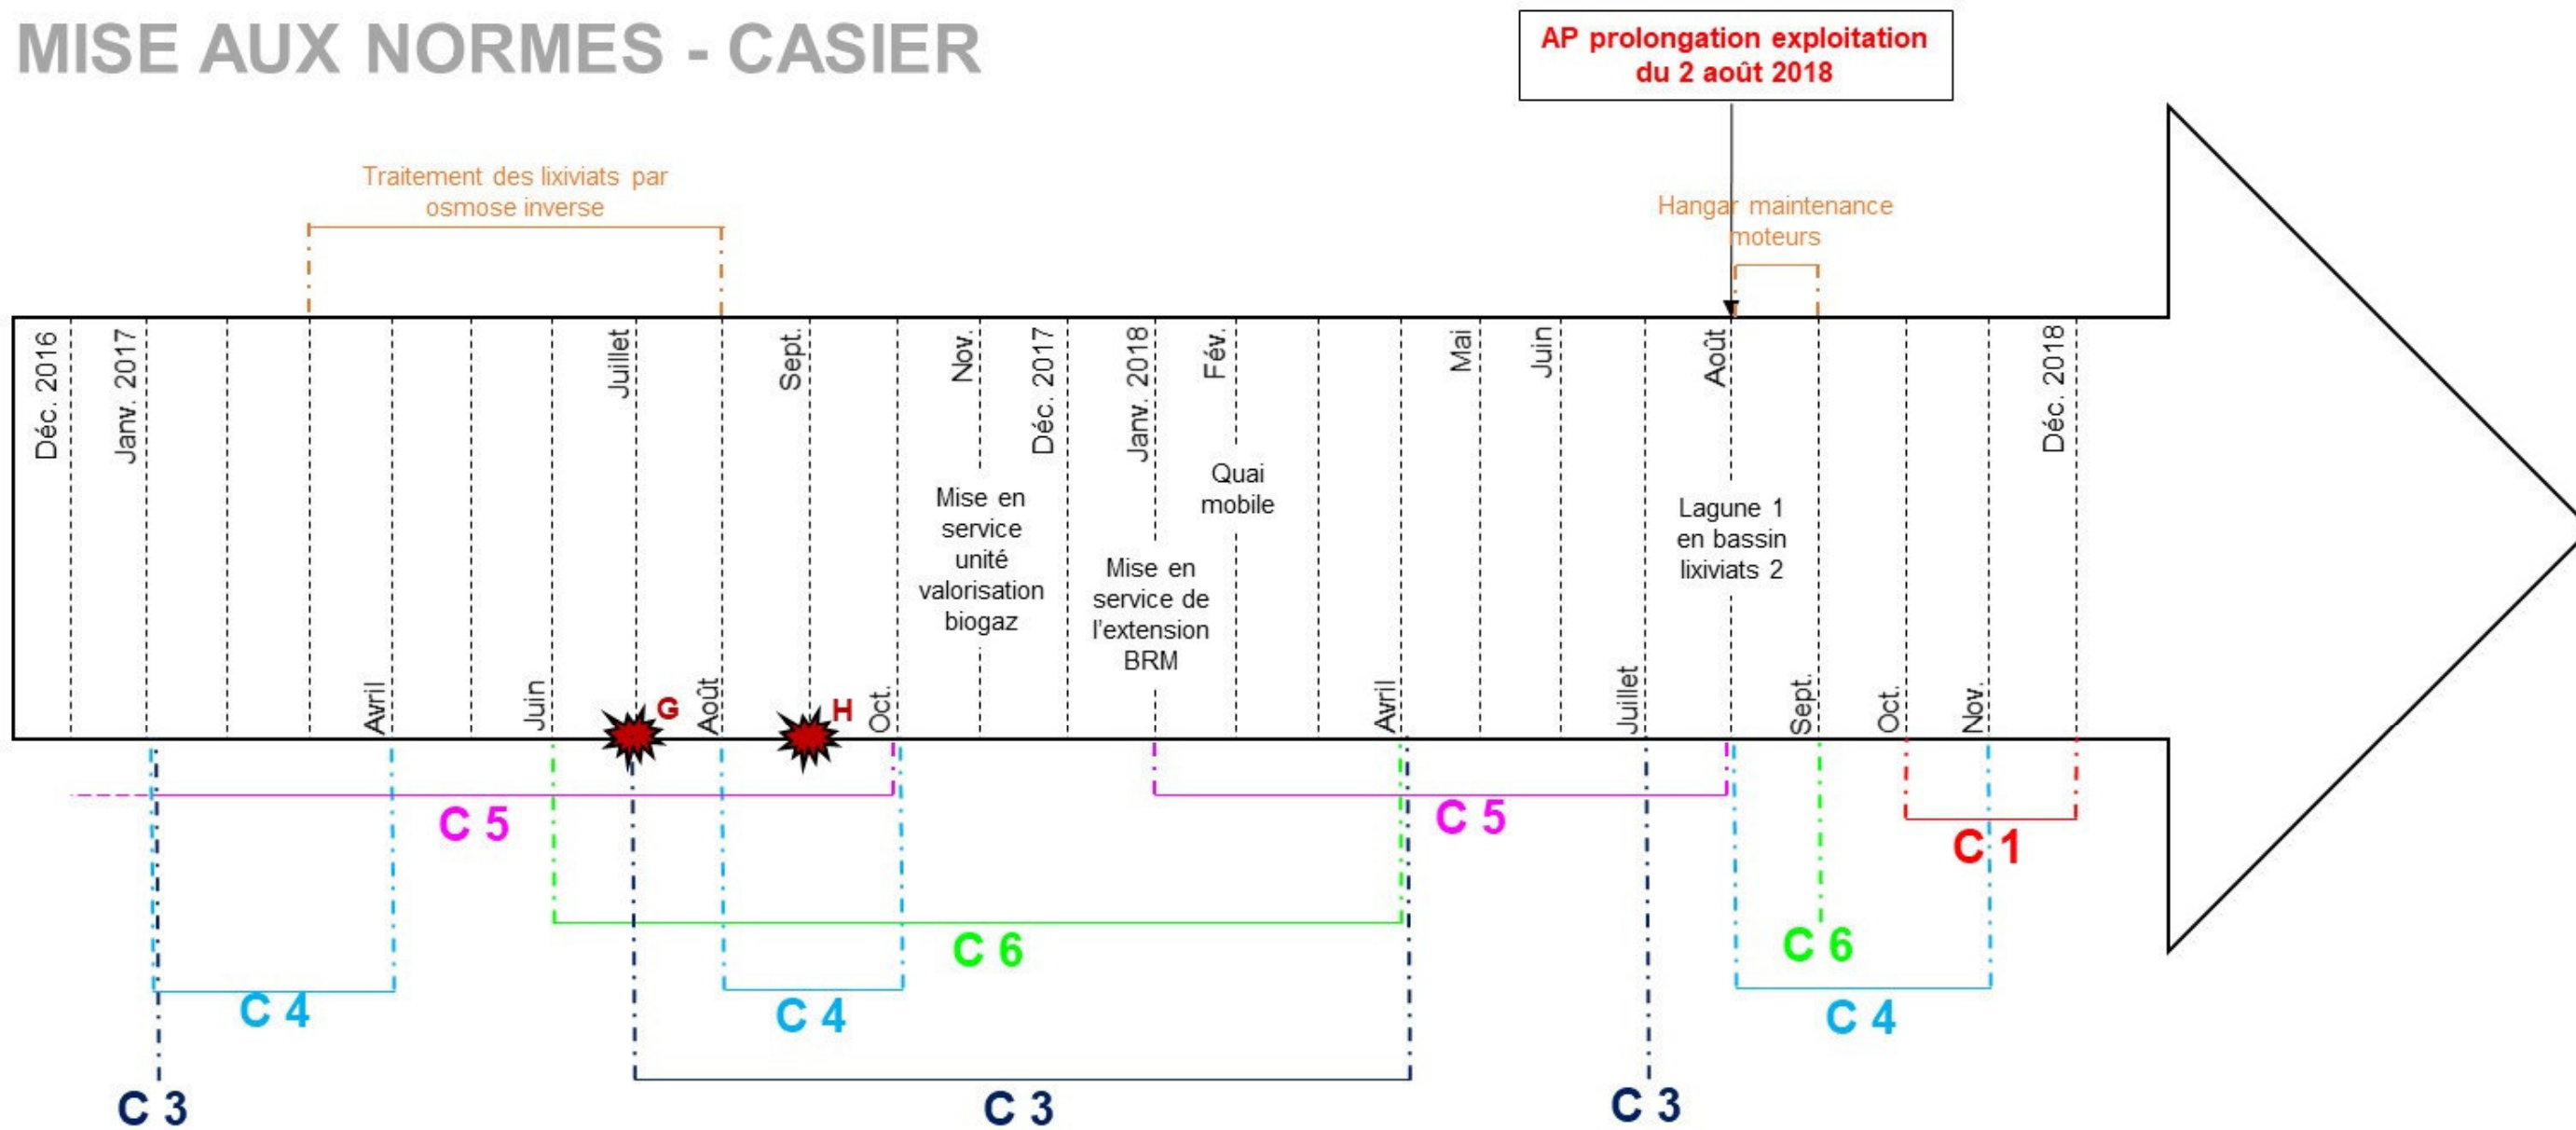 MISE AUX NORMES - CASIER
AP prolongation exploitation
du 2 août 2018
Traitement des lixiviats par
osmose inverse
Hangar maintenance
moteurs
Déc. 2016
Janv. 2017
Juillet
Sept.
Nov.
Déc. 2017
Janv. 2018
Fév.
Mai
Juin
Août
Déc. 2018
Mise en
service
unité
valorisation
biogaz
Mise en
service de
l'extension
BRM
Quai
mobile
Lagune 1
en bassin
lixiviats 2
Avril
Juin
G
Août
H
Oct.
Avril
Juillet
Sept.
Oct.
Nov.
C 5
C 5
C 1
C 6
C 6
C 4
C 4
C 4
C 3
C 3
C 3